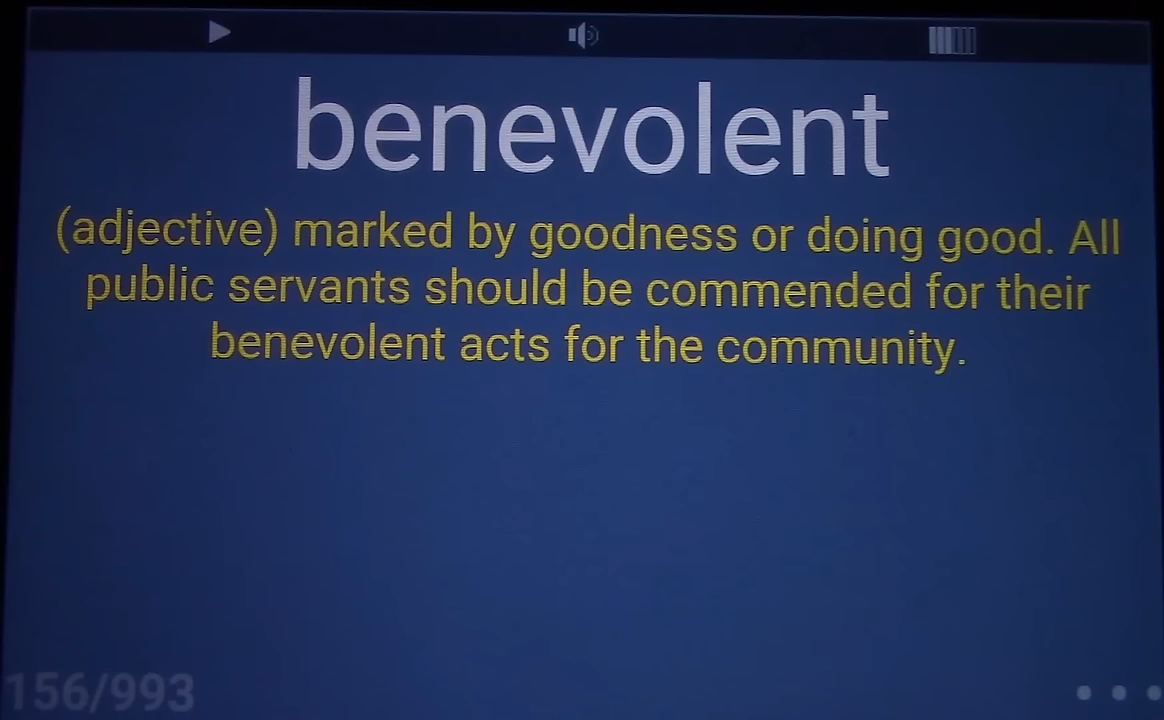 benevolent
(adjective) marked by goodness or doing good. All
public servants should be commended for their
benevolent acts for the community.
156/993